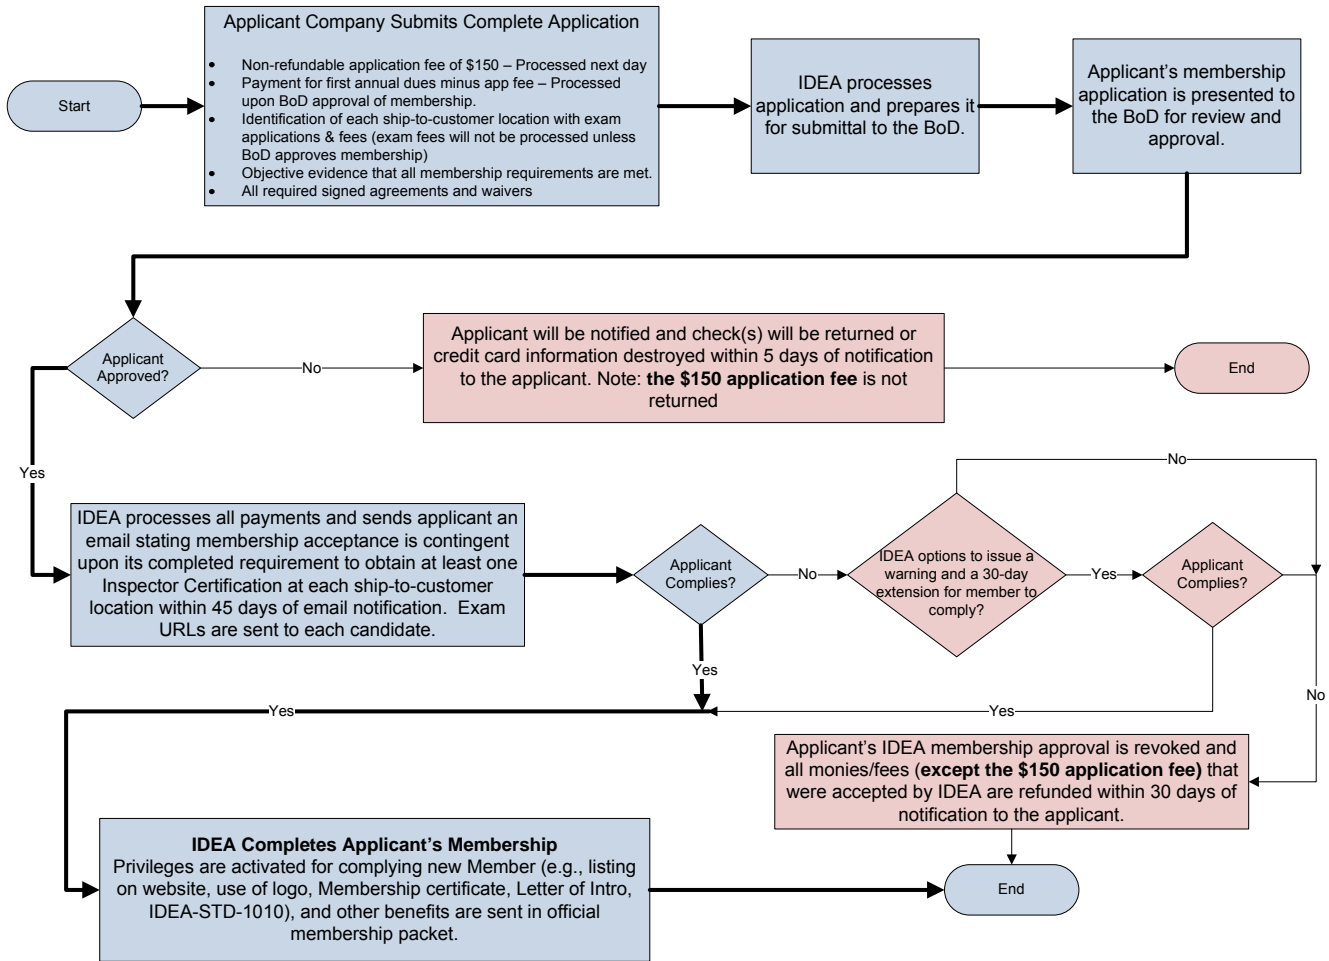 Start
Applicant Company Submits Complete Application
• Non-refundable application fee of $150 – Processed next day
• Payment for first annual dues minus app fee – Processed
upon BoD approval of membership.
• Identification of each ship-to-customer location with exam
applications & fees (exam fees will not be processed unless
BoD approves membership)
• Objective evidence that all membership requirements are met.
• All required signed agreements and waivers
IDEA processes
application and prepares it
for submittal to the BoD.
Applicant's membership
application is presented to
the BoD for review and
approval.
Applicant
Approved?
No
Applicant will be notified and check(s) will be returned or
credit card information destroyed within 5 days of notification
to the applicant. Note: the $150 application fee is not
returned
End
Yes
IDEA processes all payments and sends applicant an
email stating membership acceptance is contingent
upon its completed requirement to obtain at least one
Inspector Certification at each ship-to-customer
location within 45 days of email notification.  Exam
URLs are sent to each candidate.
Applicant
Complies?
No
IDEA options to issue a
warning and a 30-day
extension for member to
comply?
No
Yes
Applicant
Complies?
No
Yes
Yes
Yes
Applicant's IDEA membership approval is revoked and
all monies/fees (except the $150 application fee) that
were accepted by IDEA are refunded within 30 days of
notification to the applicant.
IDEA Completes Applicant's Membership
Privileges are activated for complying new Member (e.g., listing
on website, use of logo, Membership certificate, Letter of Intro,
IDEA-STD-1010), and other benefits are sent in official
membership packet.
End